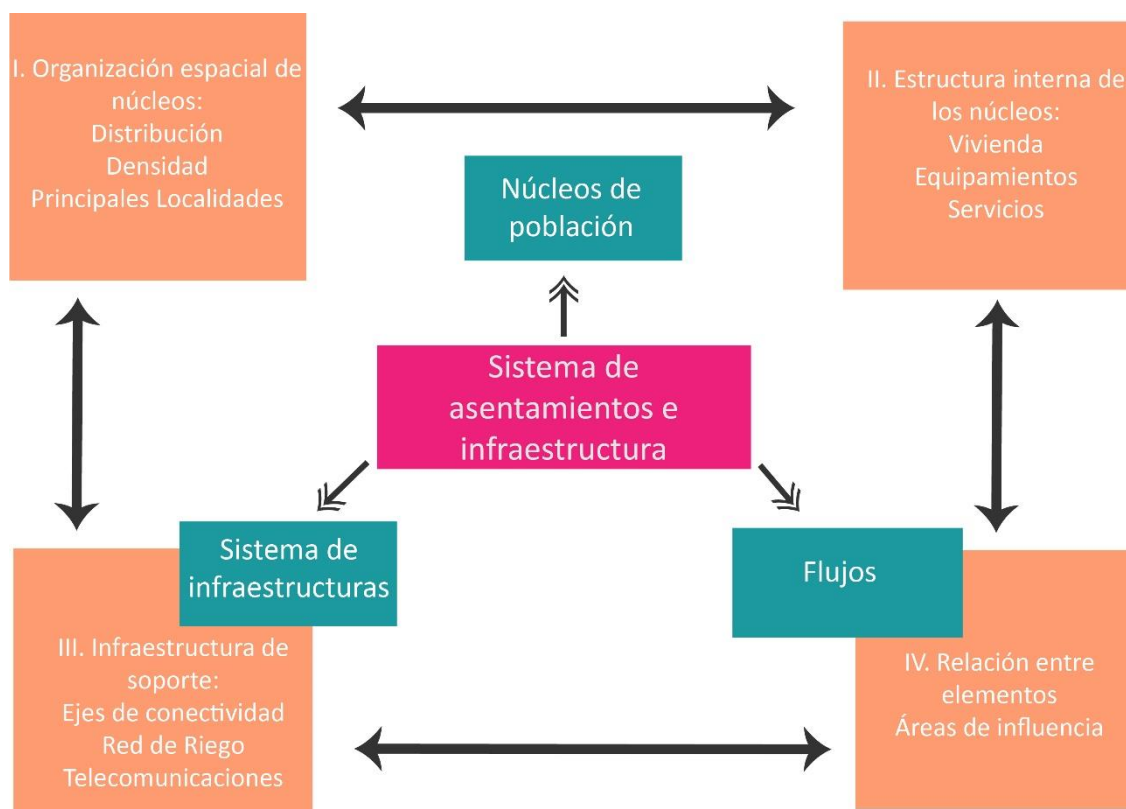 I. Organización espacial de
núcleos:
Distribución
Densidad
Principales Localidades
II. Estructura interna de
los núcleos:
Vivienda
Equipamientos
Servicios
Núcleos de
población
Sistema de
asentamientos e
infraestructura
Sistema de
infraestructuras
Flujos
III. Infraestructura de
soporte:
Ejes de conectividad
Red de Riego
Telecomunicaciones
IV. Relación entre
elementos
Áreas de influencia